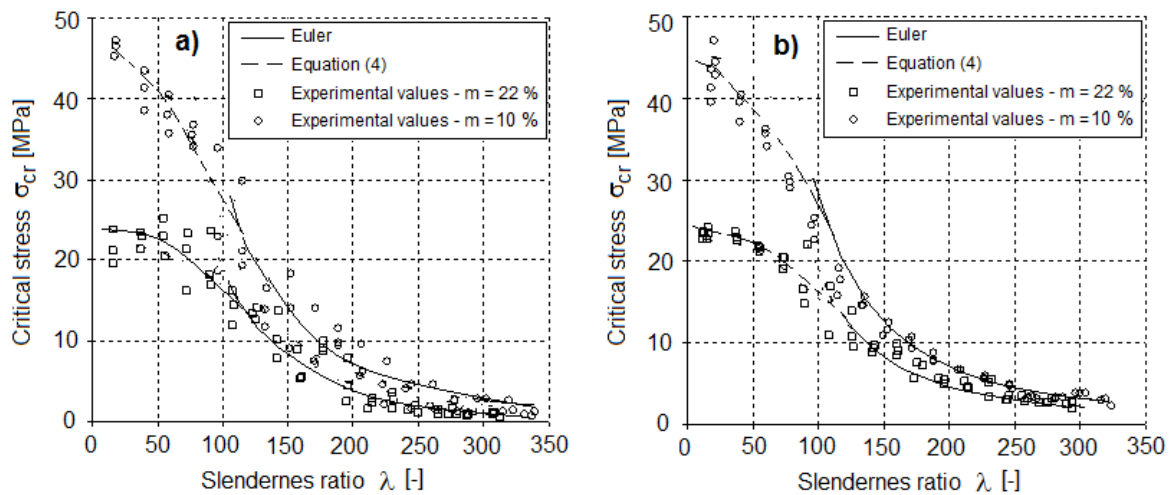 a)
Euler
Equation (4)
Experimental values - m = 22 %
Experimental values - m = 10 %
50
40
30
20
10
0
Critical stress σcr [MPa]
0 50 100 150 200 250 300 350
Slendernes ratio λ [-]
b)
Euler
Equation (4)
Experimental values - m = 22 %
Experimental values - m = 10 %
50
40
30
20
10
0
Critical stress σcr [MPa]
0 50 100 150 200 250 300 350
Slendernes ratio λ [-]